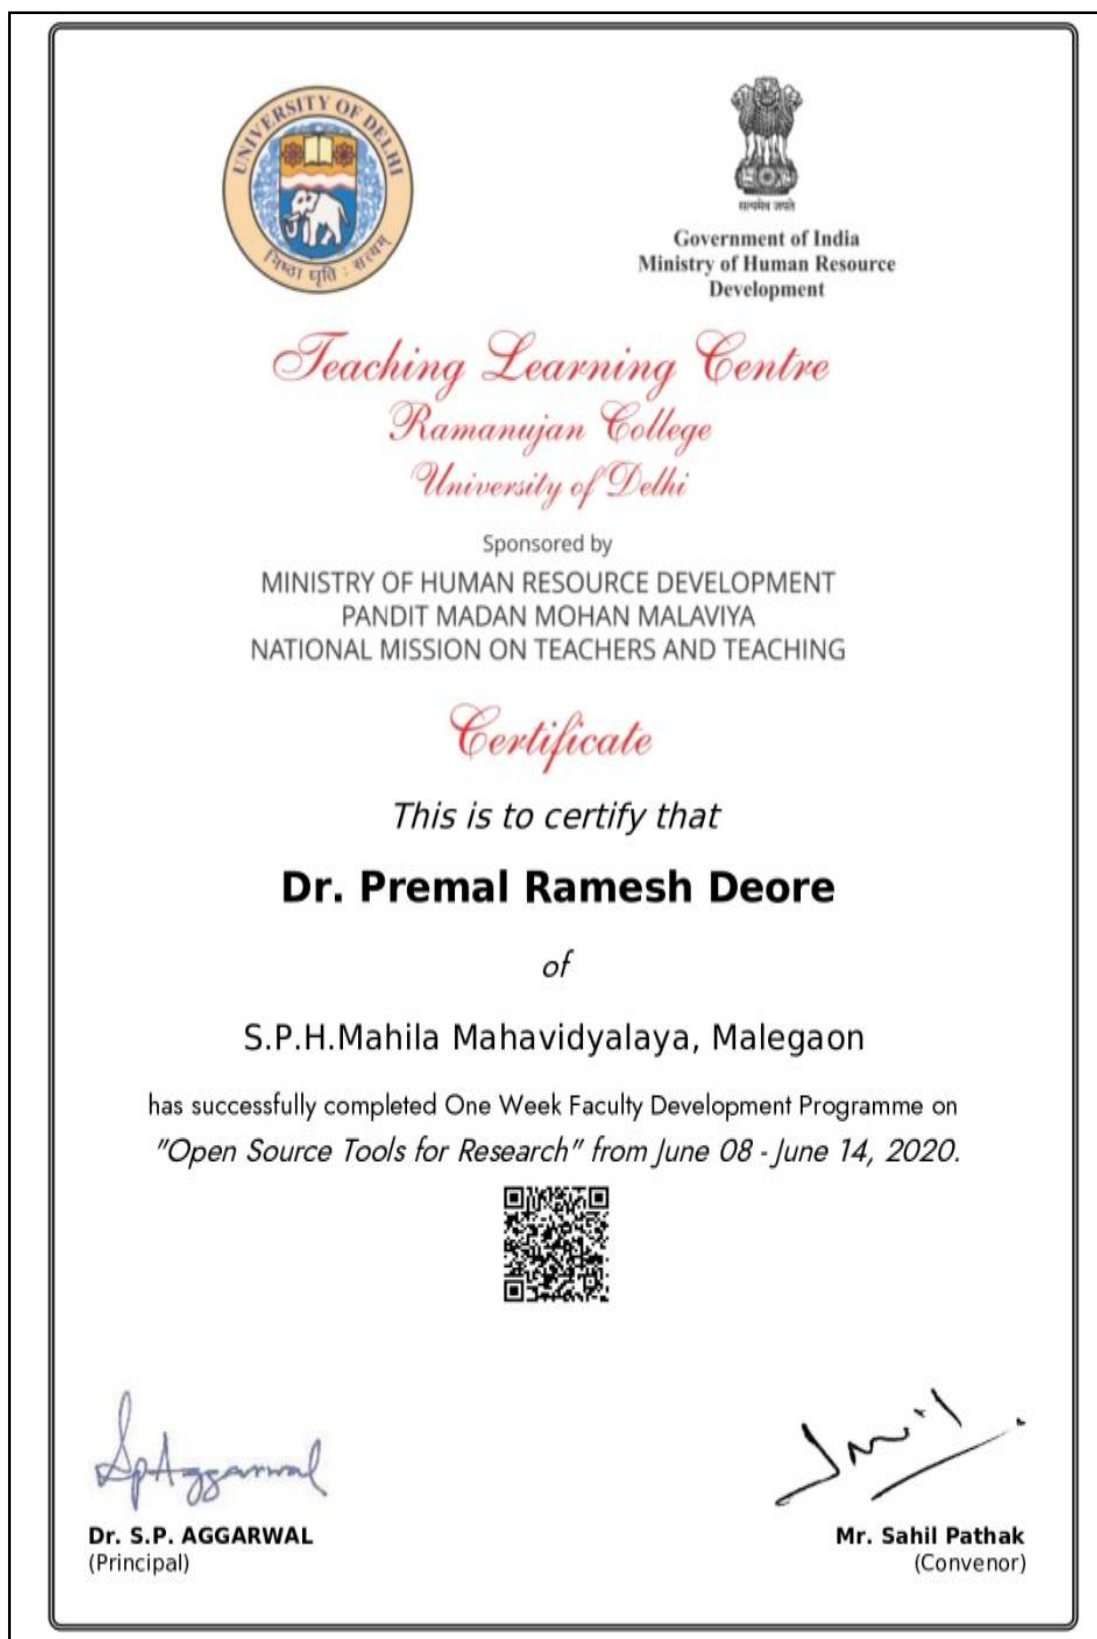 UNIVERSITY OF DELHI
निष्ठा धृति : सत्यम्
सत्यमेव जयते
Government of India
Ministry of Human Resource
Development
Teaching Learning Centre
Ramanujan College
University of Delhi
Sponsored by
MINISTRY OF HUMAN RESOURCE DEVELOPMENT
PANDIT MADAN MOHAN MALAVIYA
NATIONAL MISSION ON TEACHERS AND TEACHING
Certificate
This is to certify that
Dr. Premal Ramesh Deore
of
S.P.H.Mahila Mahavidyalaya, Malegaon
has successfully completed One Week Faculty Development Programme on
"Open Source Tools for Research" from June 08 - June 14, 2020.
SpAggarwal
Dr. S.P. AGGARWAL
(Principal)
Mr. Sahil Pathak
(Convenor)